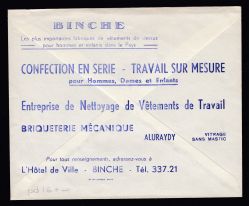 BINCHE
Les plus importantes fabriques de vêtements de travail
pour hommes et enfants dans le Pays
CONFECTION EN SERIE - TRAVAIL SUR MESURE
pour Hommes, Dames et Enfants
Entreprise de Nettoyage de Vêtements de Travail
BRIQUETERIE MÉCANIQUE
ALURAYDY
VITRAGE
SANS MASTIC
Pour tout renseignements, adressez-vous à
L'Hôtel de Ville - BINCHE - Tél. 337.21